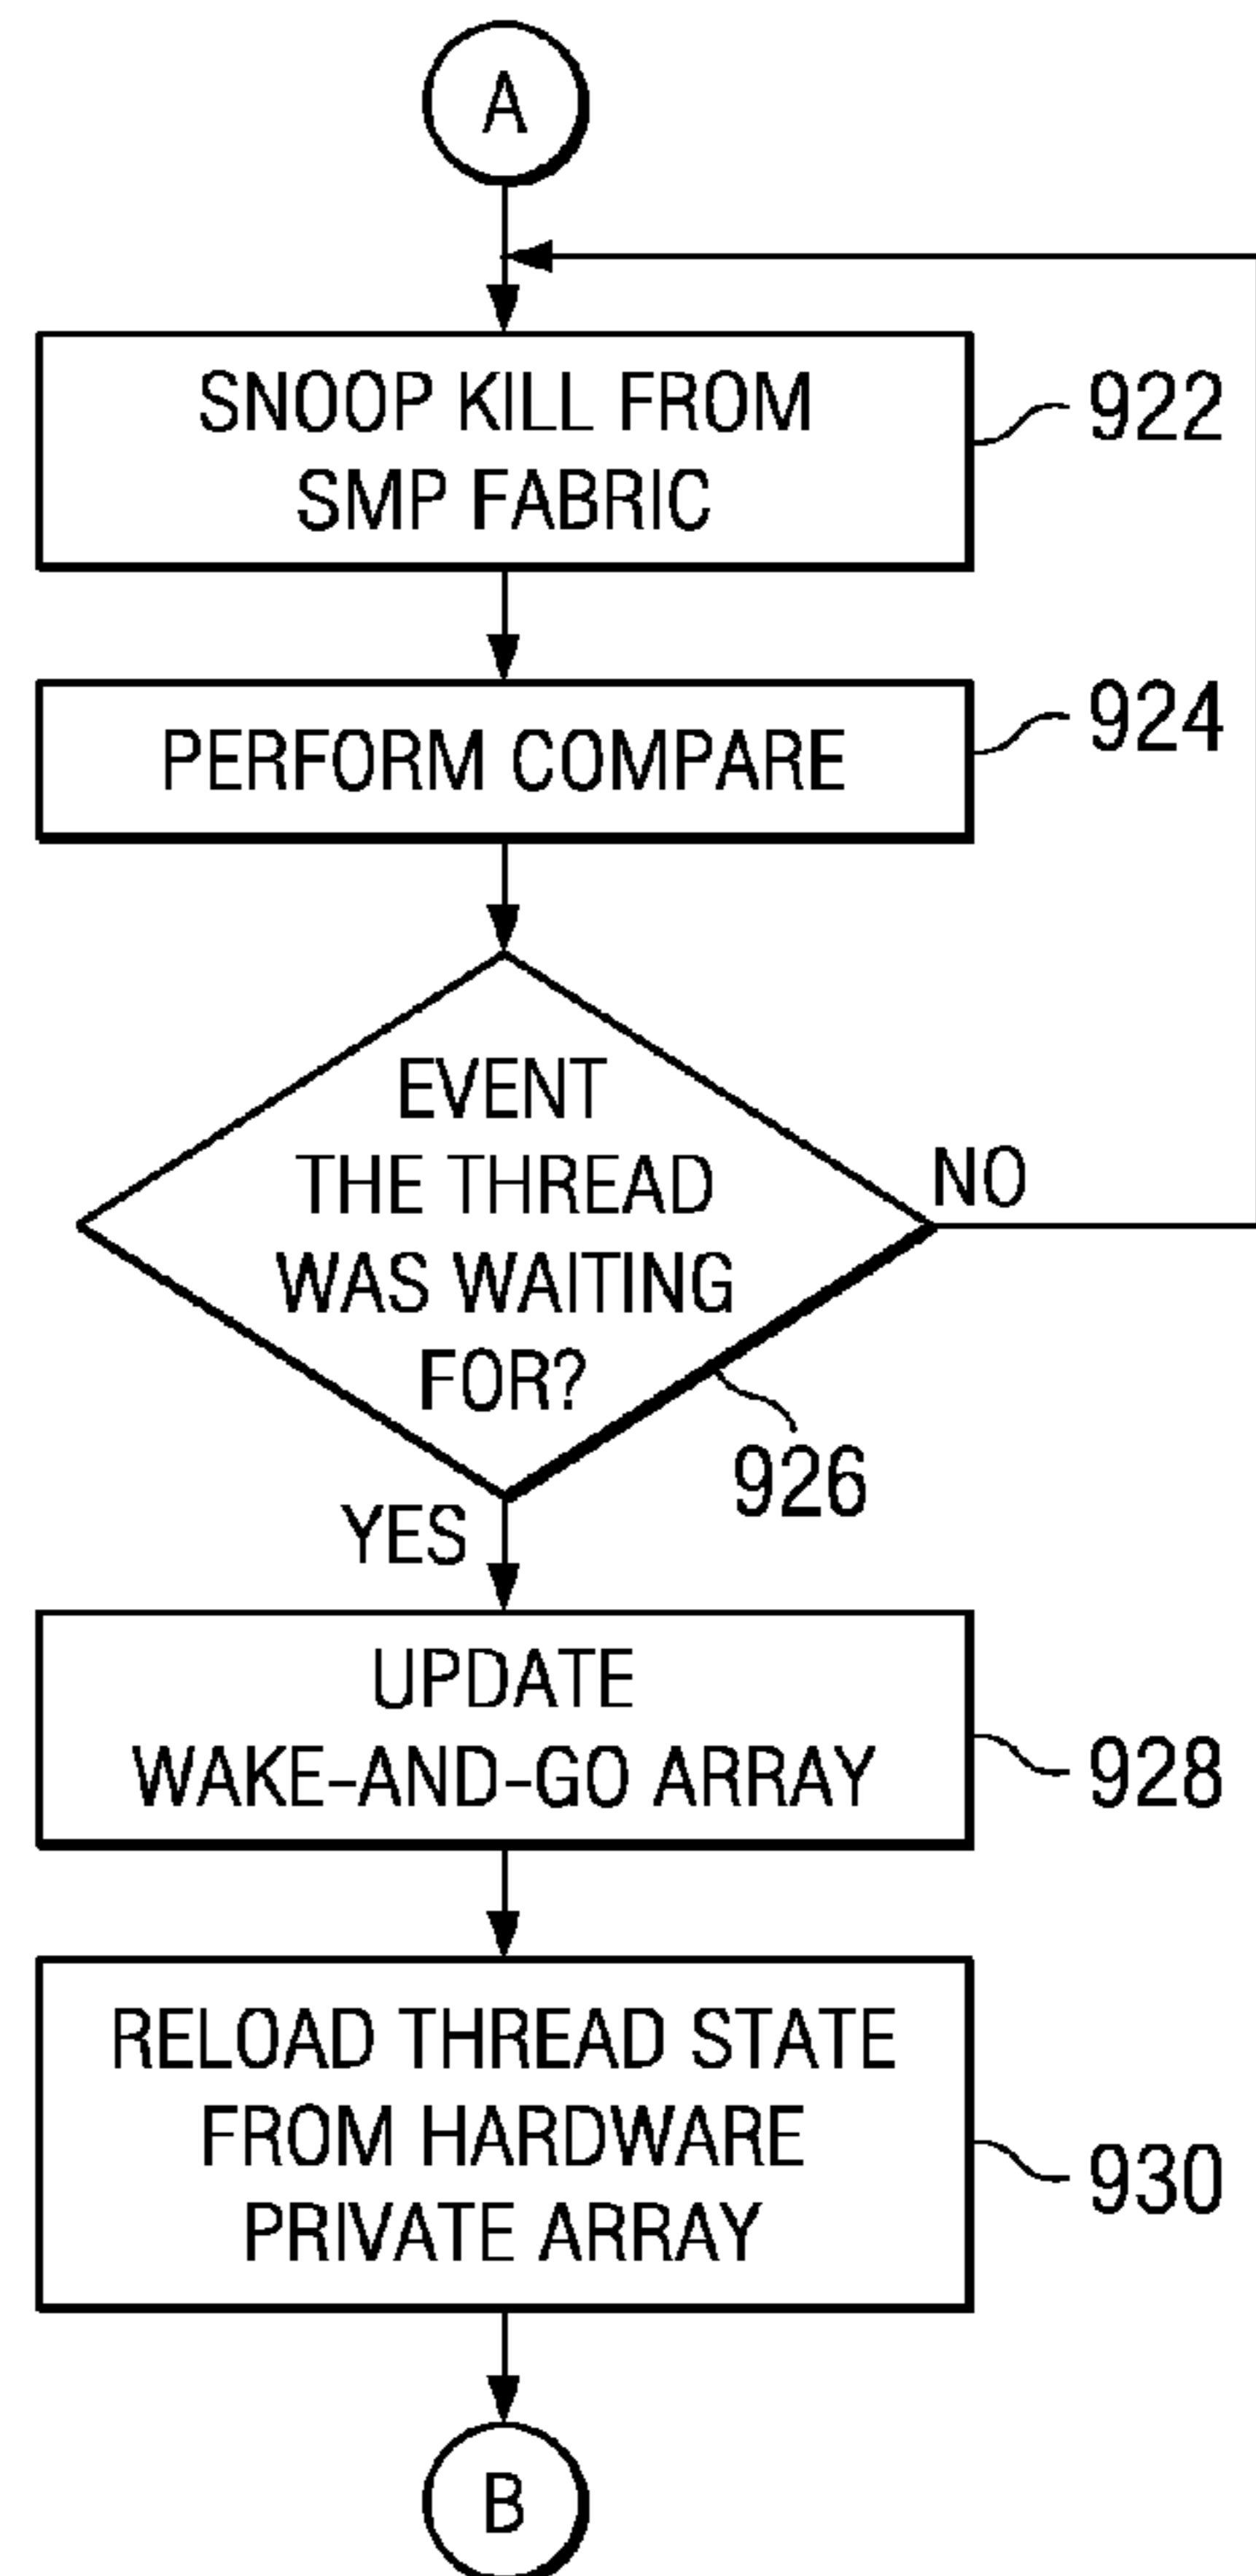 A
SNOOP KILL FROM
SMP FABRIC
922
PERFORM COMPARE
924
EVENT
THE THREAD
WAS WAITING
FOR?
NO
926
YES
UPDATE
WAKE-AND-GO ARRAY
928
RELOAD THREAD STATE
FROM HARDWARE
PRIVATE ARRAY
930
B